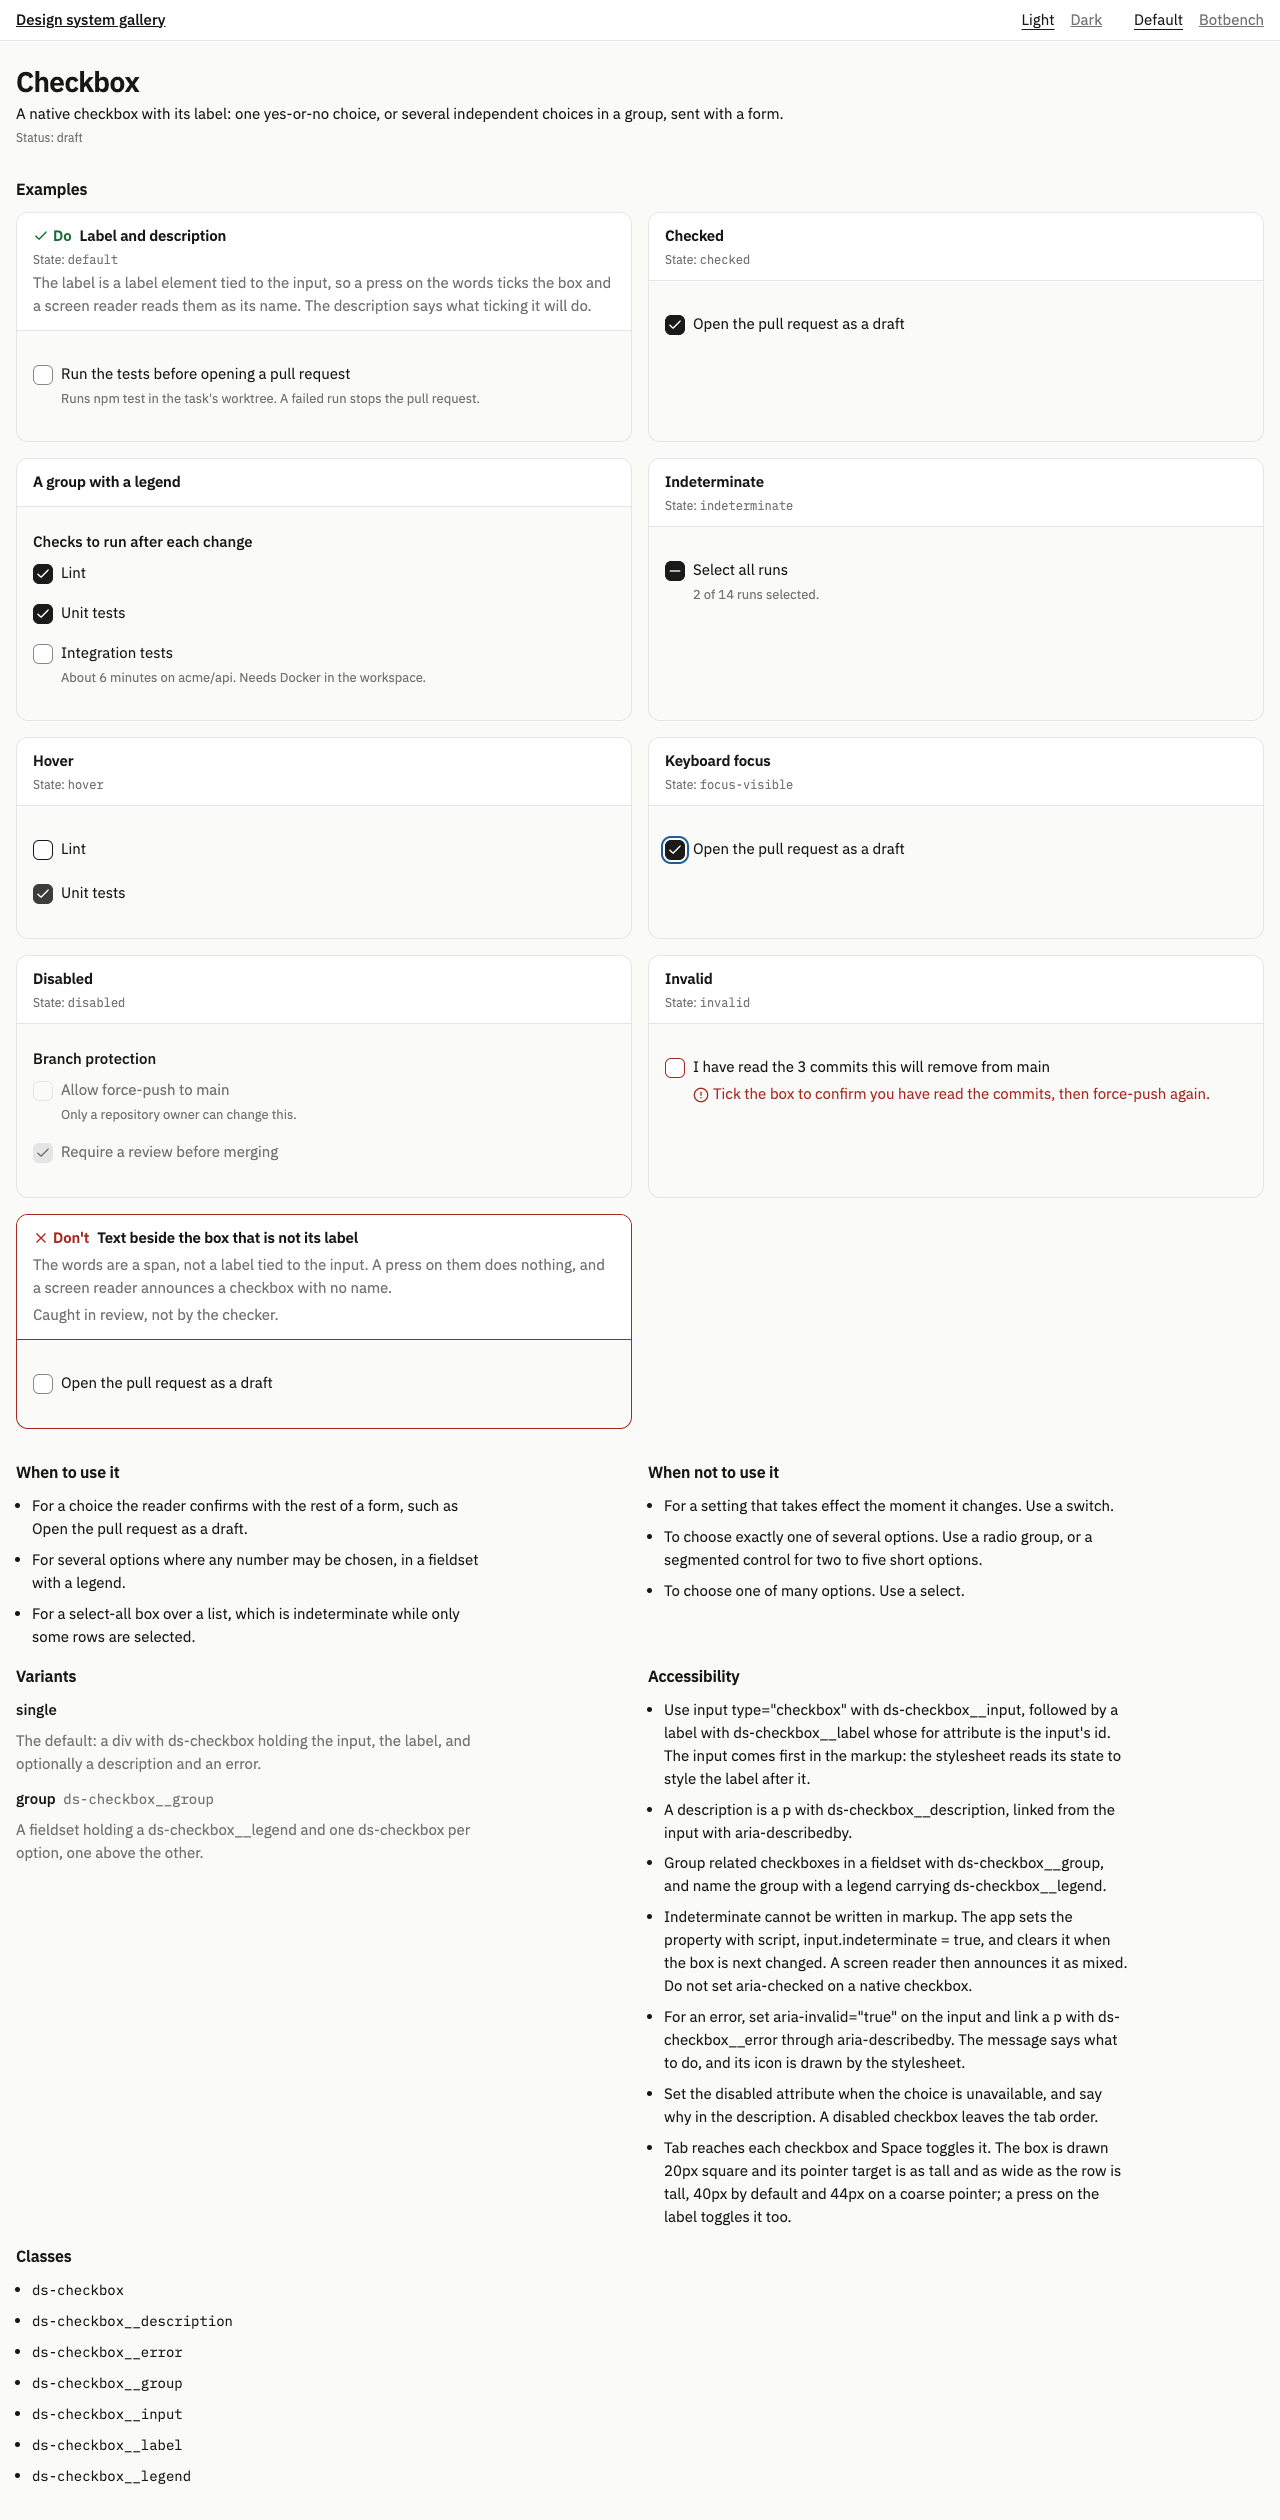 Design system gallery
Light Dark Default Botbench
Checkbox
A native checkbox with its label: one yes-or-no choice, or several independent choices in a group, sent with a form.
Status: draft
Examples
Do Label and description
State: default
The label is a label element tied to the input, so a press on the words ticks the box and
a screen reader reads them as its name. The description says what ticking it will do.
Run the tests before opening a pull request
Runs npm test in the task's worktree. A failed run stops the pull request.
Checked
State: checked
Open the pull request as a draft
A group with a legend
Checks to run after each change
Lint
Unit tests
Integration tests
About 6 minutes on acme/api. Needs Docker in the workspace.
Indeterminate
State: indeterminate
Select all runs
2 of 14 runs selected.
Hover
State: hover
Lint
Unit tests
Keyboard focus
State: focus-visible
Open the pull request as a draft
Disabled
State: disabled
Branch protection
Allow force-push to main
Only a repository owner can change this.
Require a review before merging
Invalid
State: invalid
I have read the 3 commits this will remove from main
Tick the box to confirm you have read the commits, then force-push again.
Don't Text beside the box that is not its label
The words are a span, not a label tied to the input. A press on them does nothing, and
a screen reader announces a checkbox with no name.
Caught in review, not by the checker.
Open the pull request as a draft
When to use it
For a choice the reader confirms with the rest of a form, such as
Open the pull request as a draft.
For several options where any number may be chosen, in a fieldset
with a legend.
For a select-all box over a list, which is indeterminate while only
some rows are selected.
When not to use it
For a setting that takes effect the moment it changes. Use a switch.
To choose exactly one of several options. Use a radio group, or a
segmented control for two to five short options.
To choose one of many options. Use a select.
Variants
single
The default: a div with ds-checkbox holding the input, the label, and
optionally a description and an error.
group ds-checkbox__group
A fieldset holding a ds-checkbox__legend and one ds-checkbox per
option, one above the other.
Accessibility
Use input type="checkbox" with ds-checkbox__input, followed by a
label with ds-checkbox__label whose for attribute is the input's id.
The input comes first in the markup: the stylesheet reads its state to
style the label after it.
A description is a p with ds-checkbox__description, linked from the
input with aria-describedby.
Group related checkboxes in a fieldset with ds-checkbox__group,
and name the group with a legend carrying ds-checkbox__legend.
Indeterminate cannot be written in markup. The app sets the
property with script, input.indeterminate = true, and clears it when
the box is next changed. A screen reader then announces it as mixed.
Do not set aria-checked on a native checkbox.
For an error, set aria-invalid="true" on the input and link a p with ds-
checkbox__error through aria-describedby. The message says what
to do, and its icon is drawn by the stylesheet.
Set the disabled attribute when the choice is unavailable, and say
why in the description. A disabled checkbox leaves the tab order.
Tab reaches each checkbox and Space toggles it. The box is drawn
20px square and its pointer target is as tall and as wide as the row is
tall, 40px by default and 44px on a coarse pointer; a press on the
label toggles it too.
Classes
ds-checkbox
ds-checkbox__description
ds-checkbox__error
ds-checkbox__group
ds-checkbox__input
ds-checkbox__label
ds-checkbox__legend